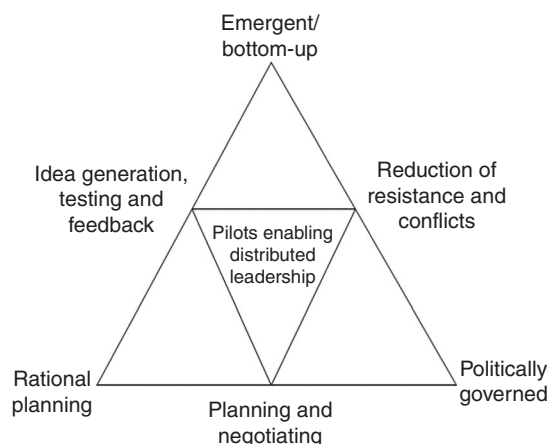 Emergent/
bottom-up
Idea generation,
testing and
feedback
Reduction of
resistance and
conflicts
Pilots enabling
distributed
leadership
Rational
planning
Planning and
negotiating
Politically
governed